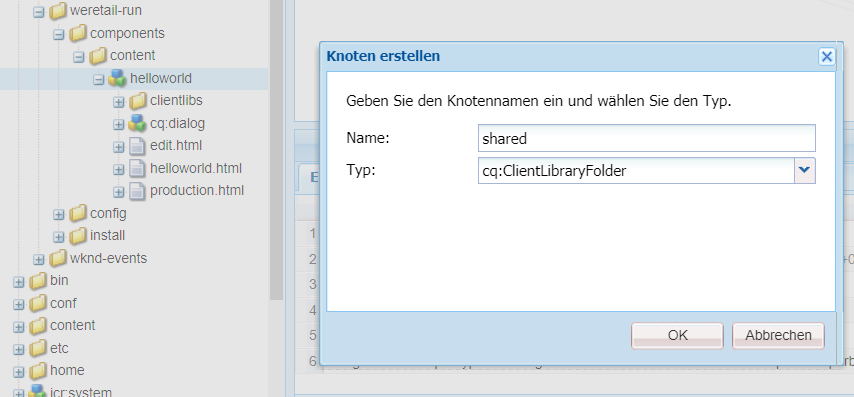 weretail-run
components
content
helloworld
clientlibs
cq:dialog
edit.html
helloworld.html
production.html
config
install
wknd-events
bin
conf
content
etc
home
jcr:system
Knoten erstellen
Geben Sie den Knotennamen ein und wählen Sie den Typ.
Name: shared
Typ: cq:ClientLibraryFolder
OK Abbrechen
1
2
3
4
5
6